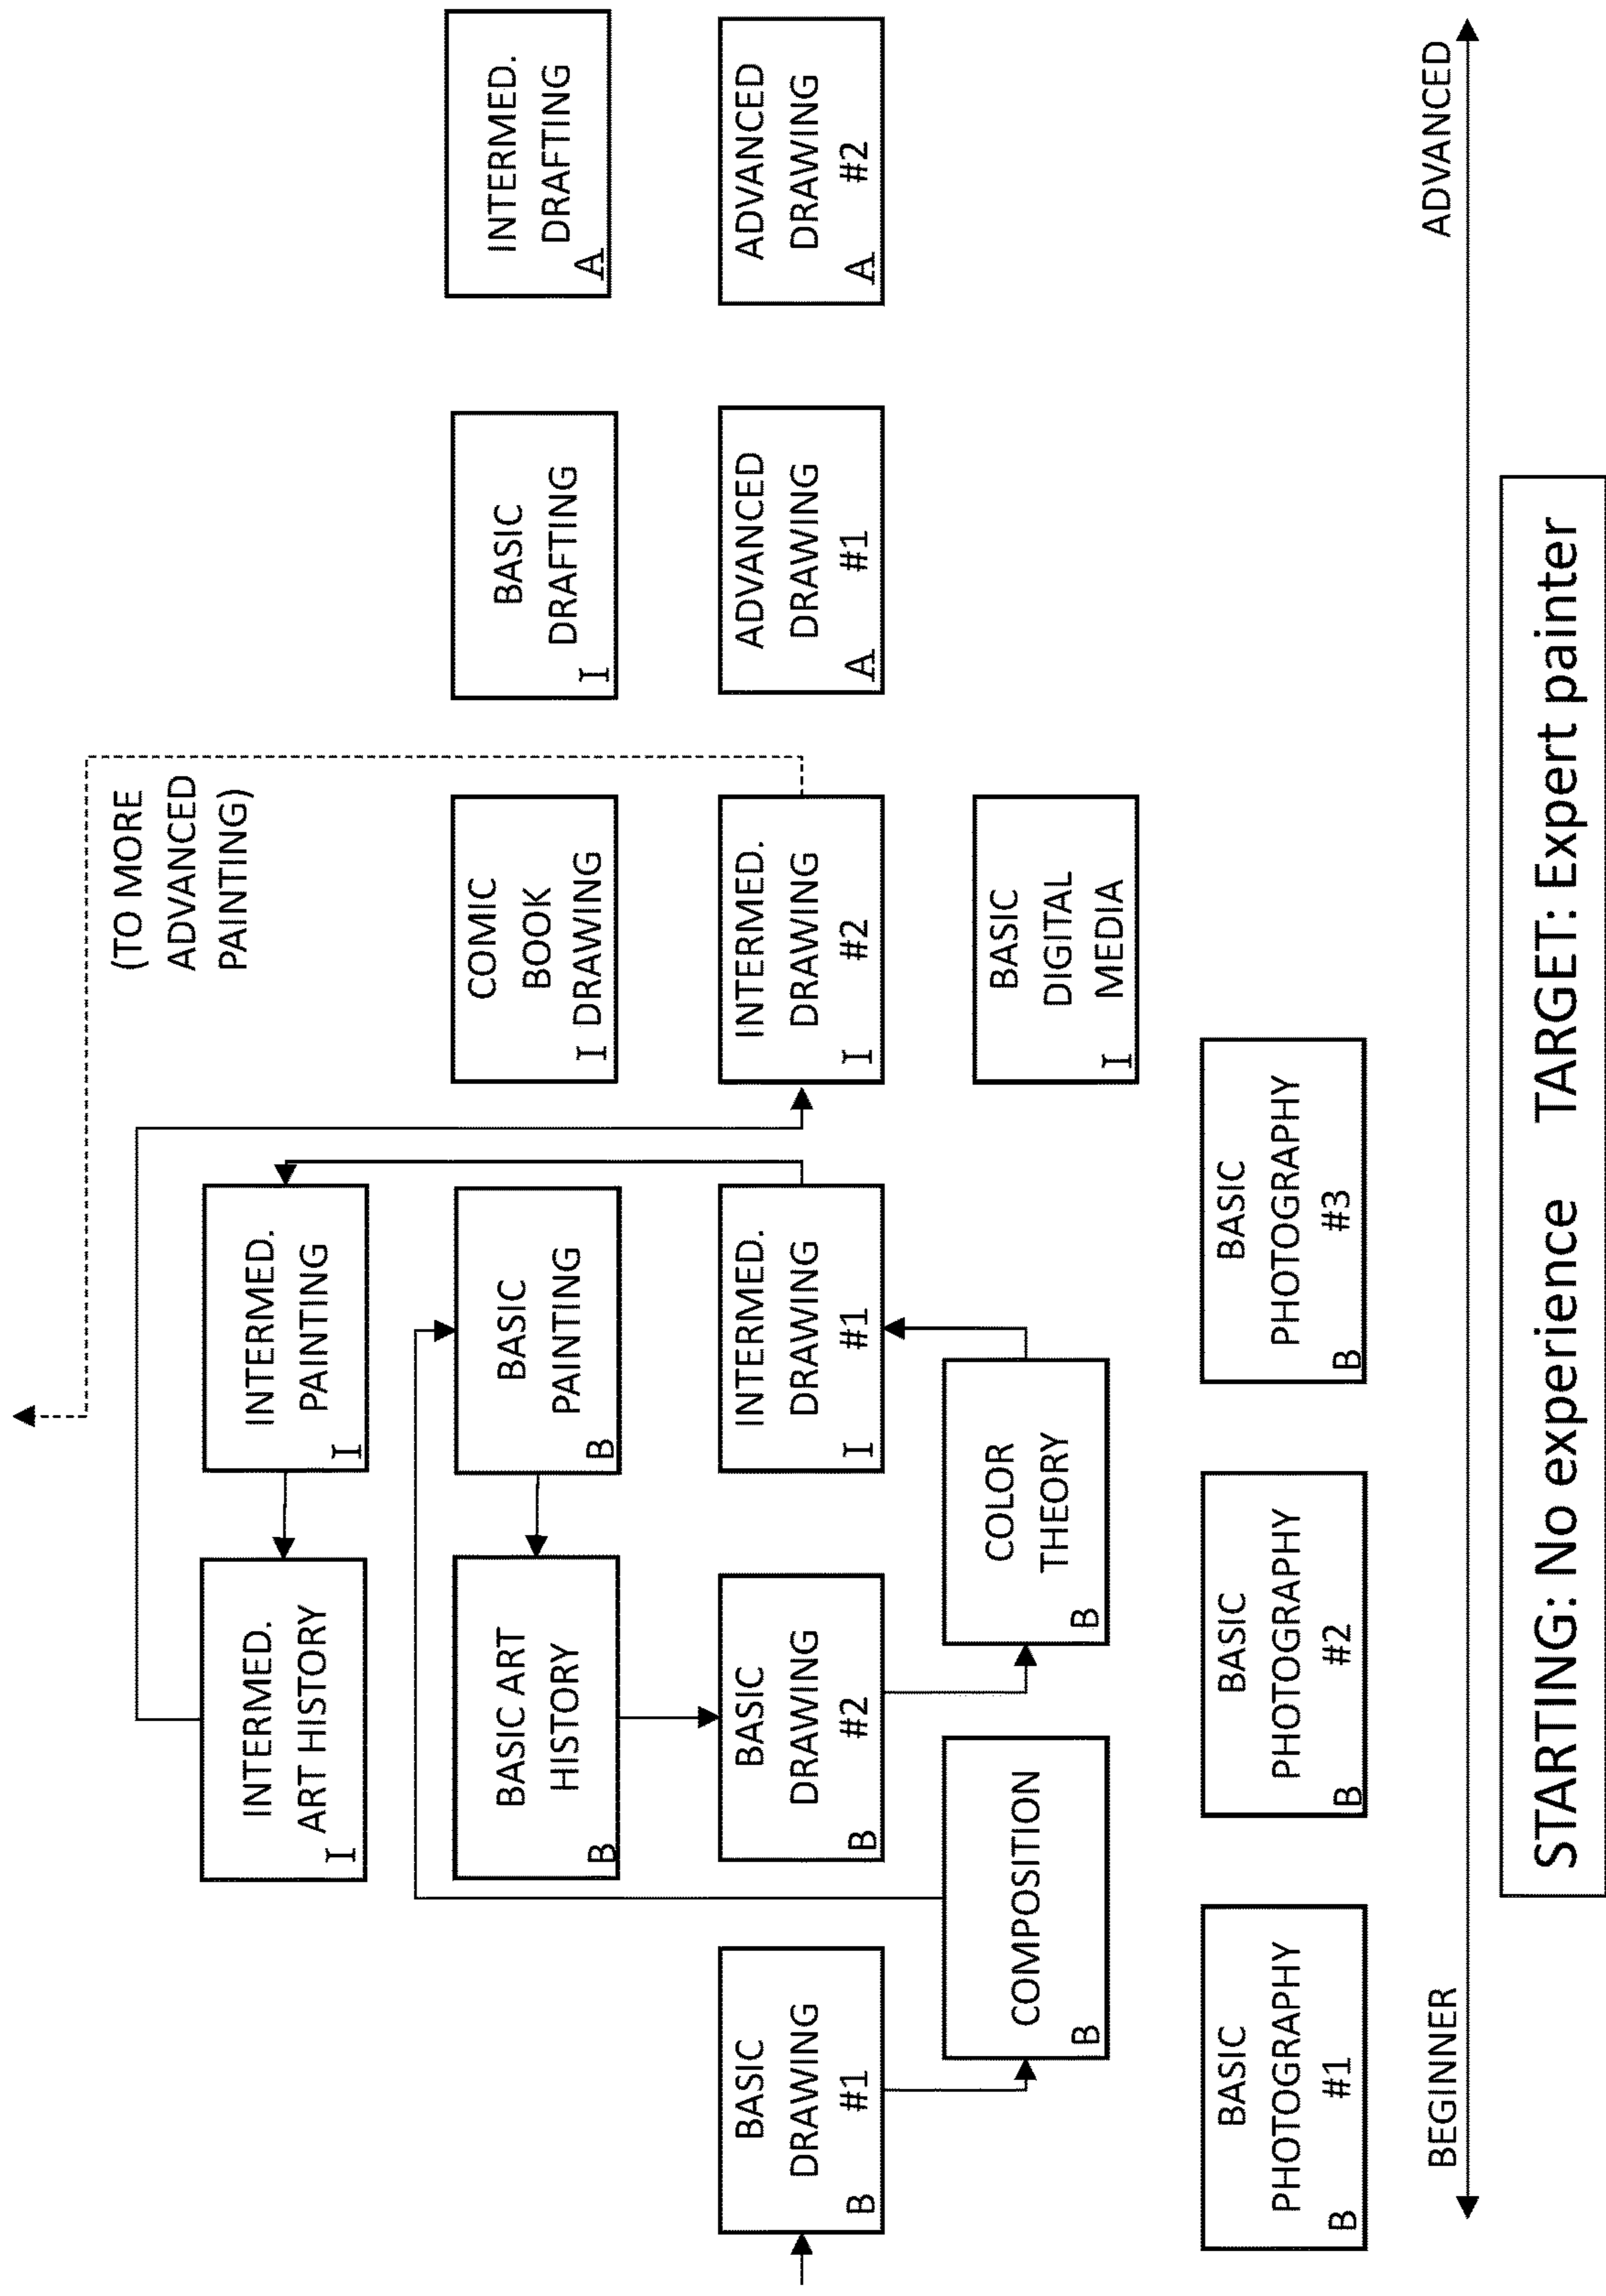 (TO MORE
ADVANCED
PAINTING)
INTERMED.
ART HISTORY
I
INTERMED.
PAINTING
I
BASIC ART
HISTORY
B
BASIC
PAINTING
B
COMIC
BOOK
I DRAWING
BASIC
DRAFTING
I
INTERMED.
DRAFTING
A
BASIC
DRAWING
B #1
BASIC
DRAWING
B #2
INTERMED.
DRAWING
I #1
INTERMED.
DRAWING
I #2
ADVANCED
DRAWING
A #1
ADVANCED
DRAWING
A #2
COMPOSITION
B
COLOR
THEORY
B
BASIC
DIGITAL
MEDIA
I
BASIC
PHOTOGRAPHY
B #1
BASIC
PHOTOGRAPHY
B #2
BASIC
PHOTOGRAPHY
B #3
BEGINNER
ADVANCED
STARTING: No experience TARGET: Expert painter